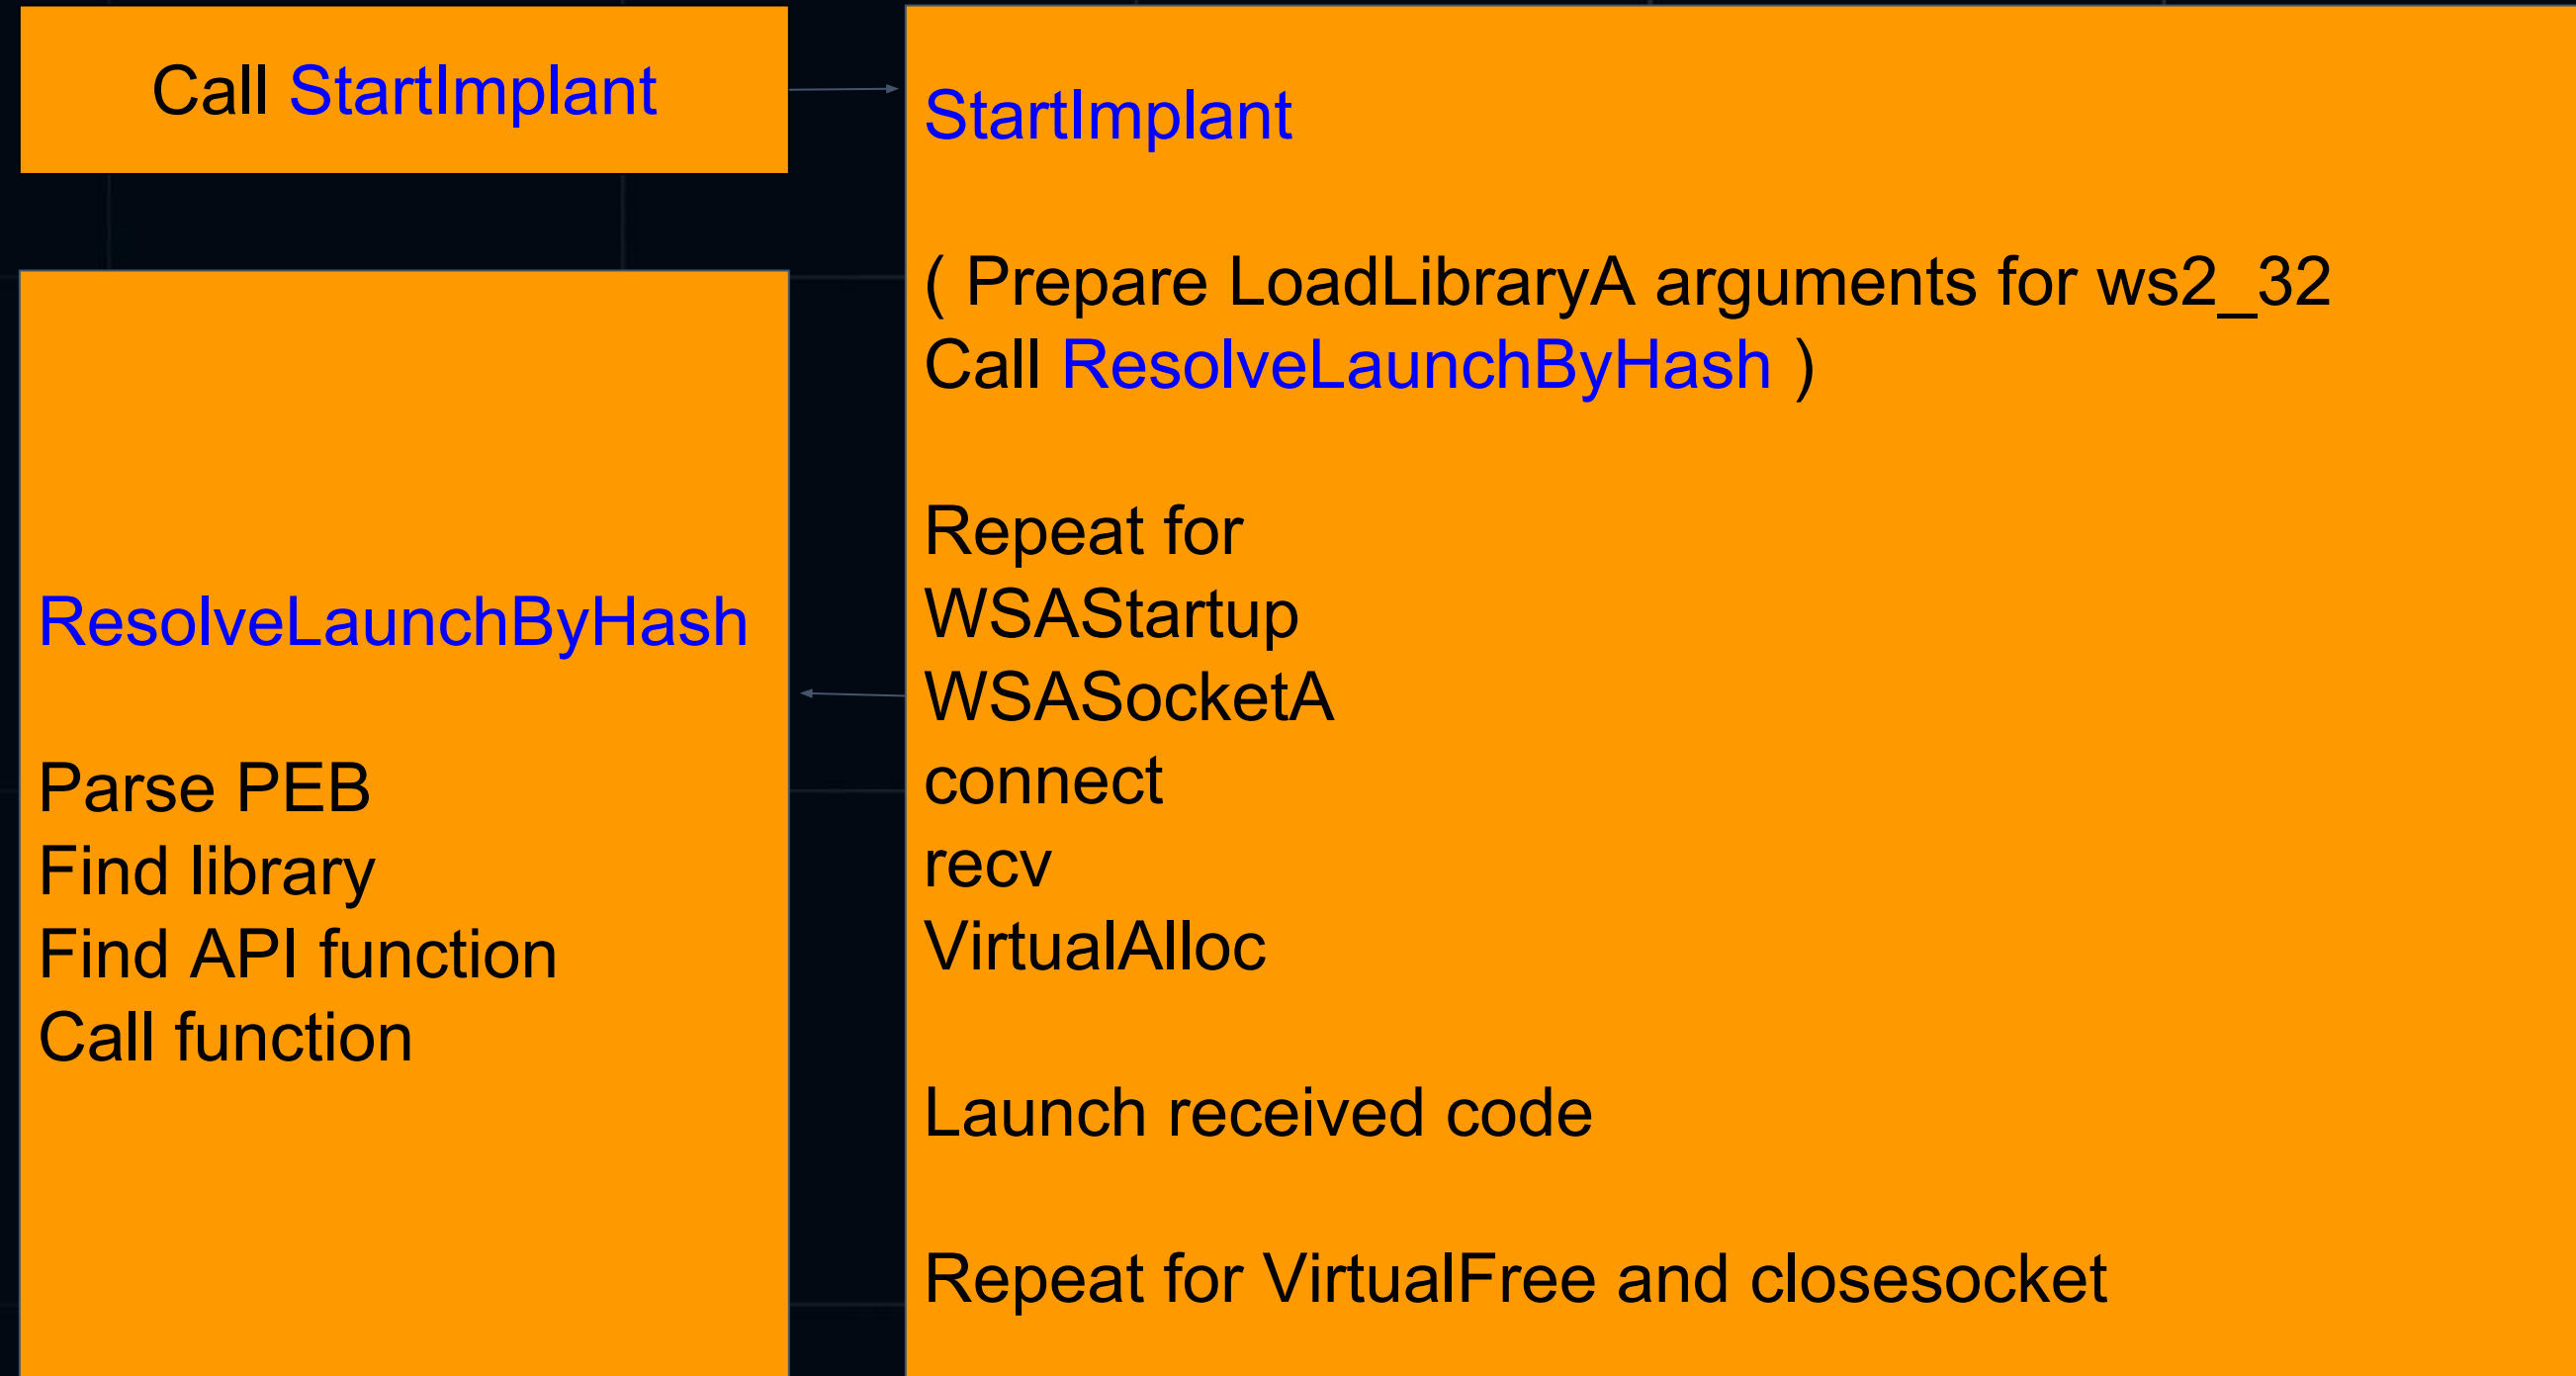 Call StartImplant
StartImplant
( Prepare LoadLibraryA arguments for ws2_32
Call ResolveLaunchByHash )
Repeat for
WSAStartup
WSASocketA
connect
recv
VirtualAlloc
Launch received code
Repeat for VirtualFree and closesocket
ResolveLaunchByHash
Parse PEB
Find library
Find API function
Call function